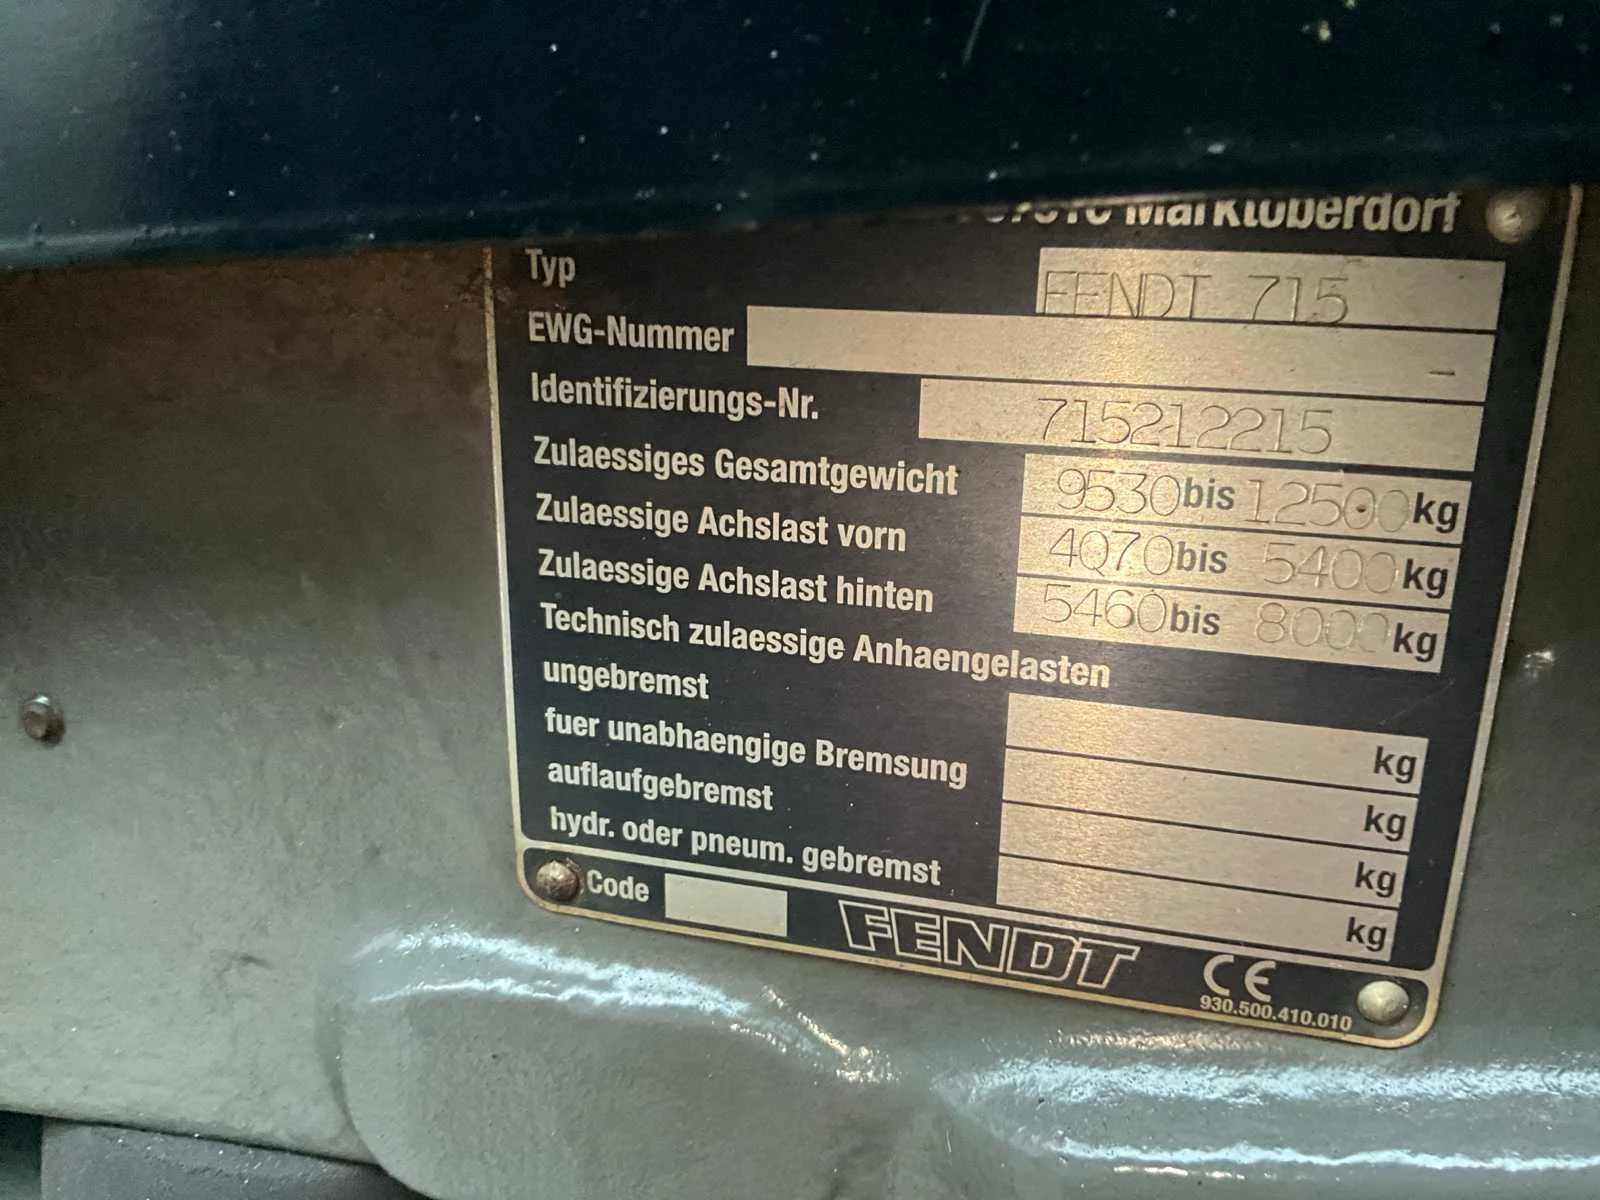 Marktoberdorf
Typ FENDT 715
EWG-Nummer -
Identifizierungs-Nr. 715212215
Zulaessiges Gesamtgewicht 9530 bis 12500 kg
Zulaessige Achslast vorn 4070 bis 5400 kg
Zulaessige Achslast hinten 5460 bis 8000 kg
Technisch zulaessige Anhaengelasten
ungebremst kg
fuer unabhaengige Bremsung kg
auflaufgebremst kg
hydr. oder pneum. gebremst kg
Code FENDT CE
930.500.410.010